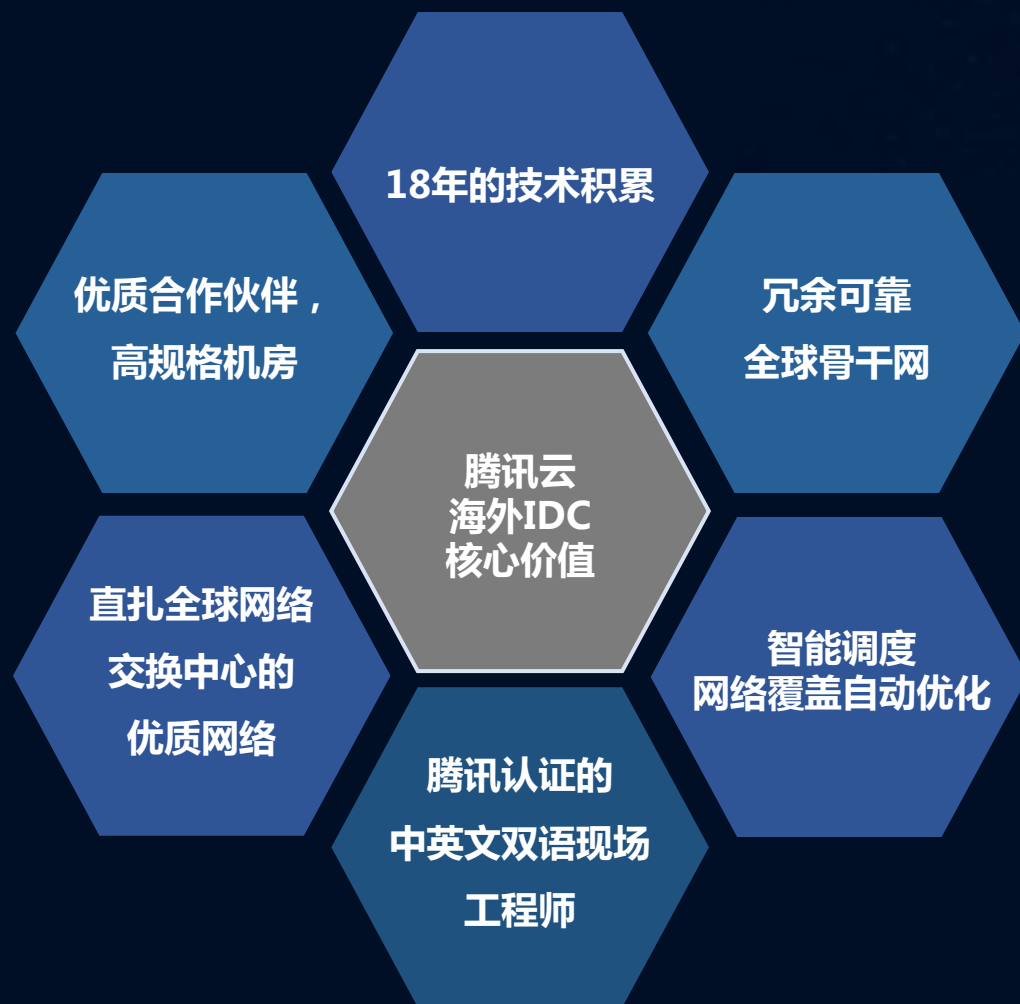 18年的技术积累
优质合作伙伴，
高规格机房
冗余可靠
全球骨干网
腾讯云
海外IDC
核心价值
直扎全球网络
交换中心的
优质网络
智能调度
网络覆盖自动优化
腾讯认证的
中英文双语现场
工程师